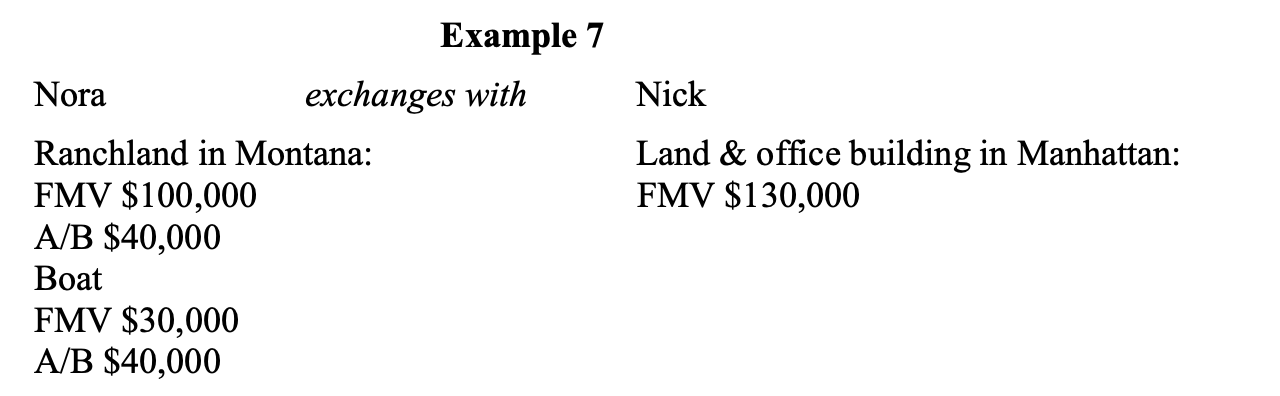 Example 7
Nora exchanges with Nick
Ranchland in Montana: Land & office building in Manhattan:
FMV $100,000 FMV $130,000
A/B $40,000
Boat
FMV $30,000
A/B $40,000